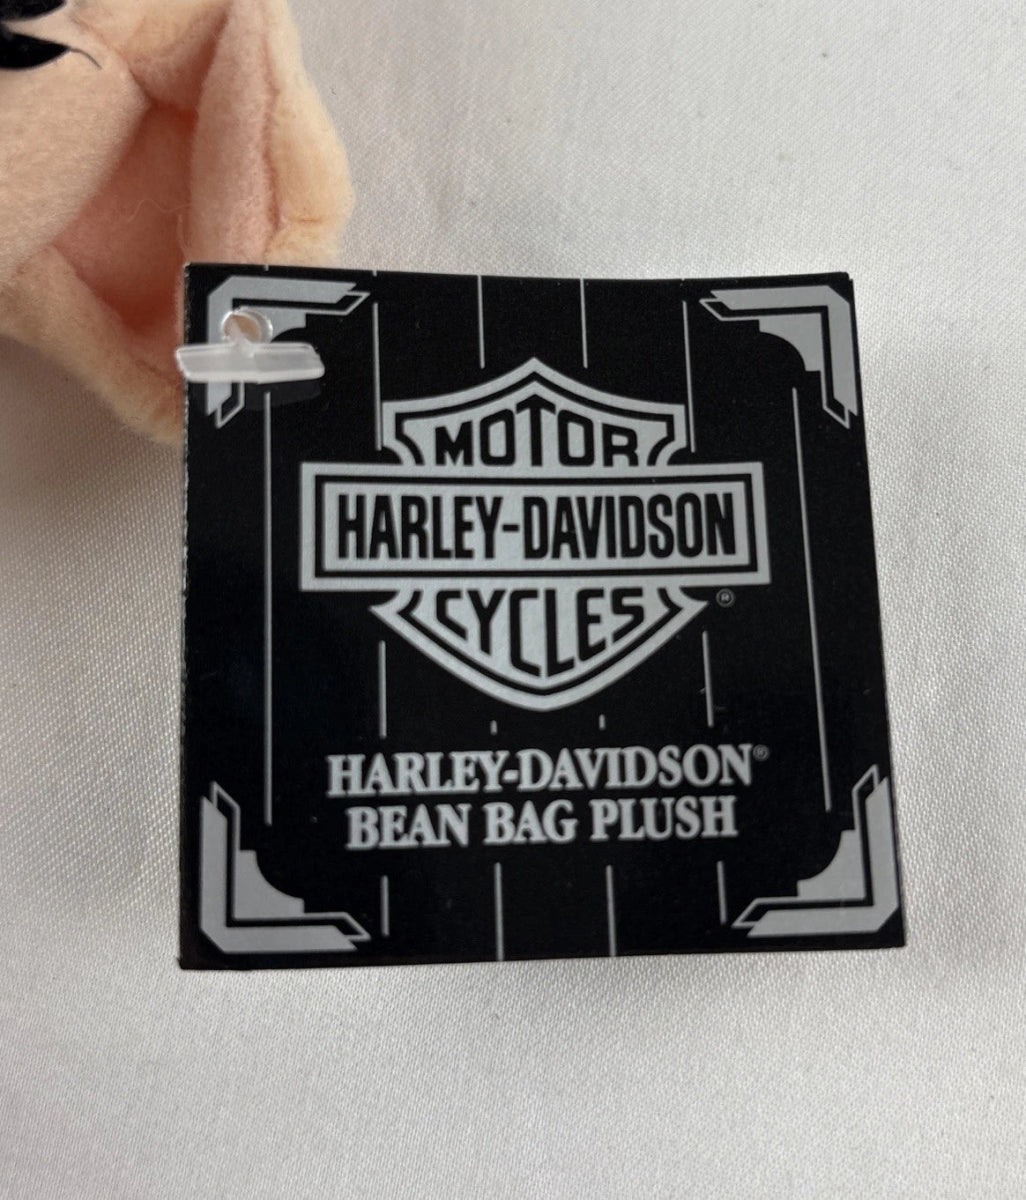 MOTOR
HARLEY-DAVIDSON
CYCLES
®
HARLEY-DAVIDSON®
BEAN BAG PLUSH